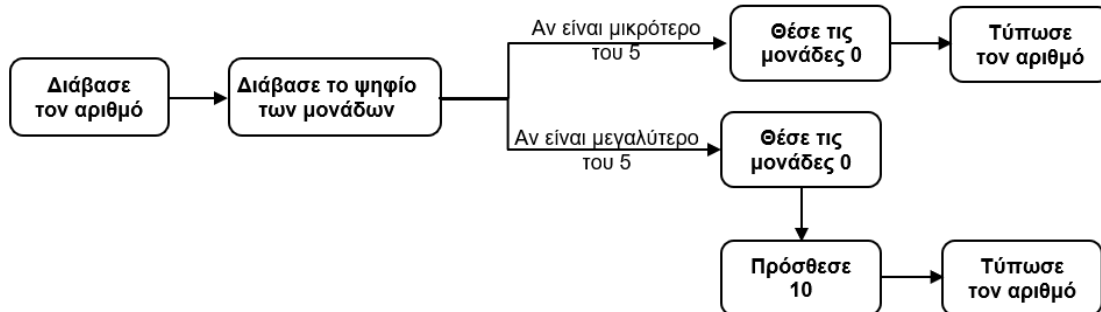 Διάβασε
τον αριθμό
Διάβασε το ψηφίο
των μονάδων
Αν είναι μικρότερο
του 5
Θέσε τις
μονάδες 0
Τύπωσε
τον αριθμό
Αν είναι μεγαλύτερο
του 5
Θέσε τις
μονάδες 0
Πρόσθεσε
10
Τύπωσε
τον αριθμό